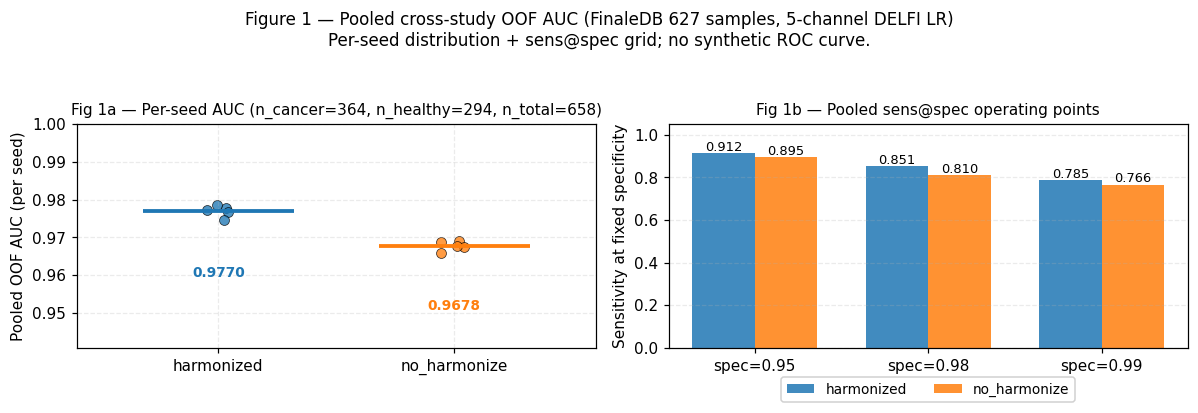 Figure 1 — Pooled cross-study OOF AUC (FinaleDB 627 samples, 5-channel DELFI LR)
Per-seed distribution + sens@spec grid; no synthetic ROC curve.
Fig 1a — Per-seed AUC (n_cancer=364, n_healthy=294, n_total=658)
Pooled OOF AUC (per seed)
1.00
0.99
0.98
0.97
0.96
0.95
0.9770
0.9678
harmonized
no_harmonize
Fig 1b — Pooled sens@spec operating points
Sensitivity at fixed specificity
1.0
0.8
0.6
0.4
0.2
0.0
0.912
0.895
0.851
0.810
0.785
0.766
spec=0.95
spec=0.98
spec=0.99
harmonized
no_harmonize